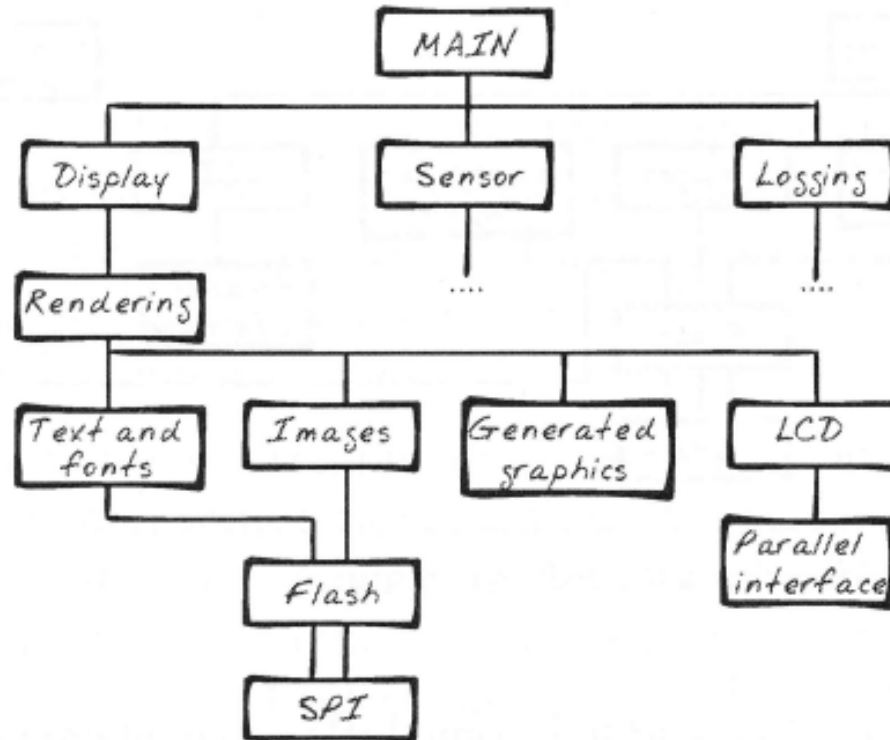 MAIN
Display
Sensor
Logging
....
....
Rendering
Text and
fonts
Images
Generated
graphics
LCD
Parallel
interface
Flash
SPI